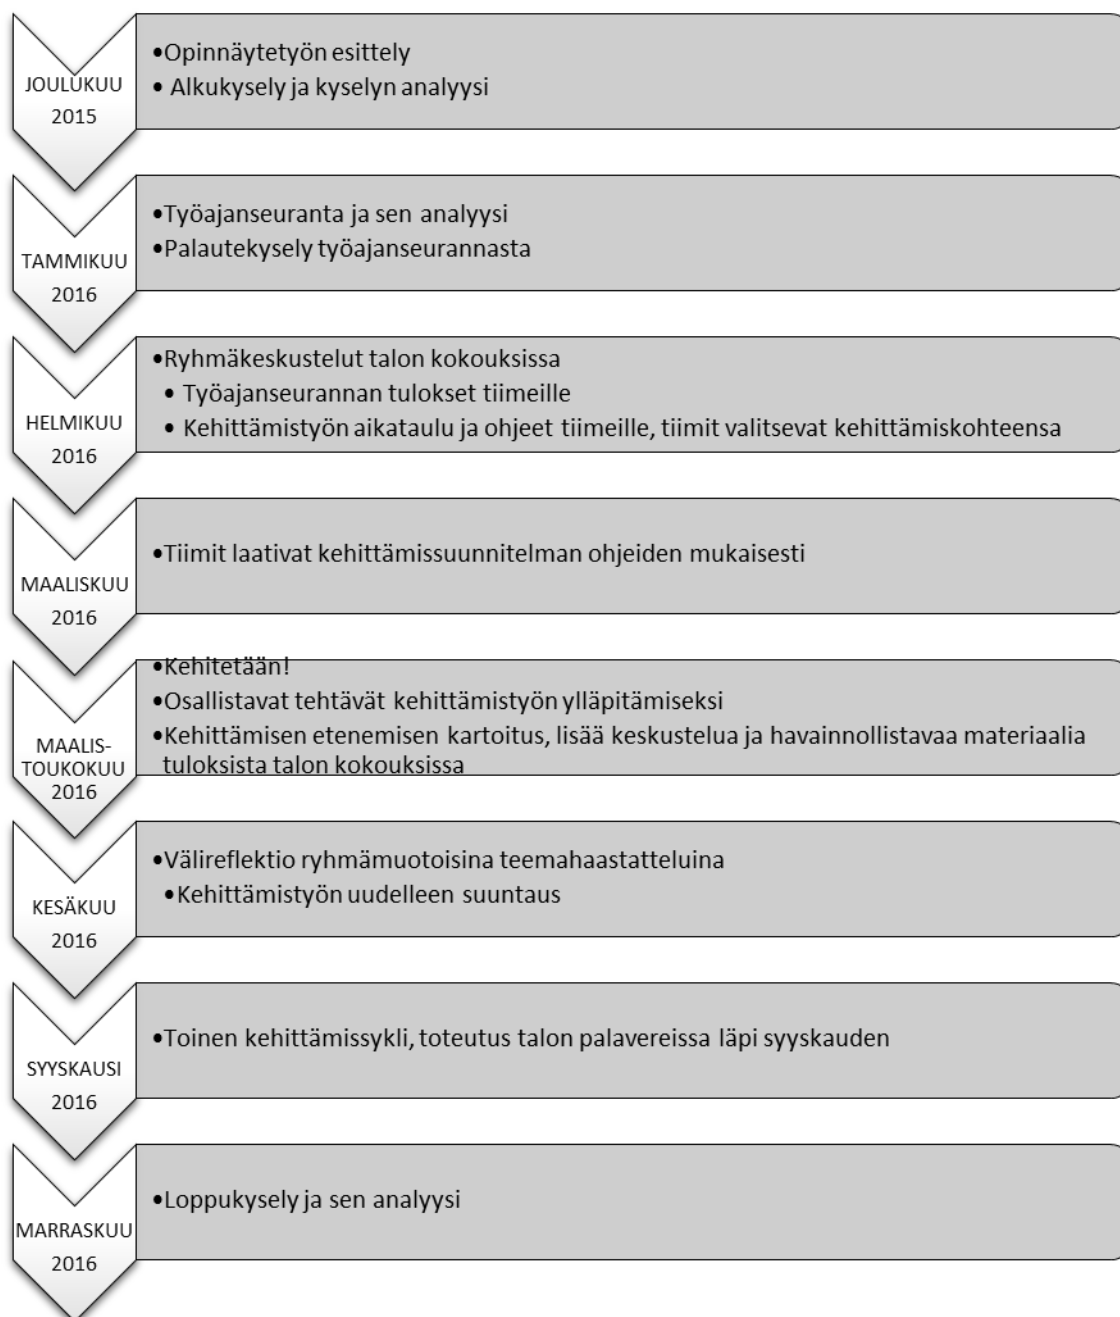 JOULUKUU
2015
•Opinnäytetyön esittely
• Alkukysely ja kyselyn analyysi
TAMMIKUU
2016
•Työajanseuranta ja sen analyysi
•Palautekysely työajanseurannasta
HELMIKUU
2016
•Ryhmäkeskustelut talon kokouksissa
• Työajanseurannan tulokset tiimeille
• Kehittämistyön aikataulu ja ohjeet tiimeille, tiimit valitsevat kehittämiskohteensa
MAALISKUU
2016
•Tiimit laativat kehittämissuunnitelman ohjeiden mukaisesti
MAALIS-
TOUKOKUU
2016
•Kehitetään!
•Osallistavat tehtävät kehittämistyön ylläpitämiseksi
•Kehittämisen etenemisen kartoitus, lisää keskustelua ja havainnollistavaa materiaalia
tuloksista talon kokouksissa
KESÄKUU
2016
•Välireflektio ryhmämuotoisina teemahaastatteluina
•Kehittämistyön uudelleen suuntaus
SYYSKAUSI
2016
•Toinen kehittämissykli, toteutus talon palavereissa läpi syyskauden
MARRASKUU
2016
•Loppukysely ja sen analyysi